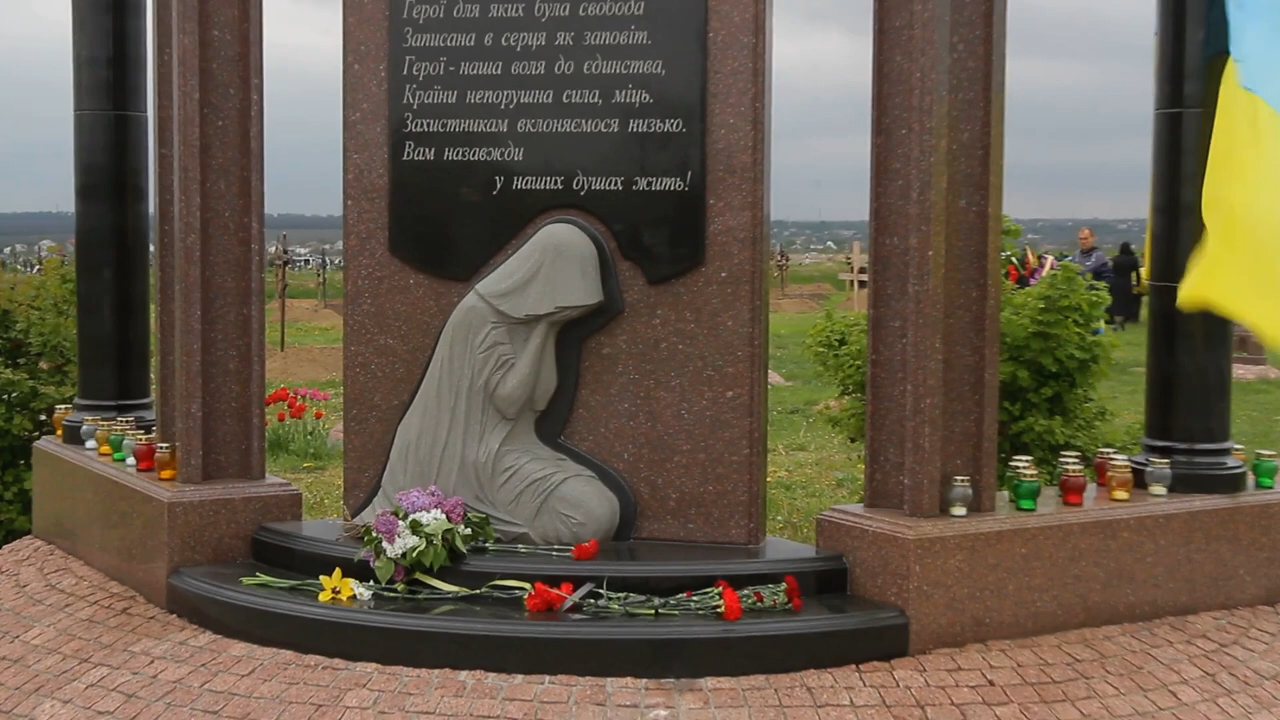 Герої для яких була свобода
Записана в серця як заповіт.
Герої - наша воля до єдинства,
Країни непорушна сила, міць.
Захистникам вклоняємося низько.
Вам назавжди
у наших душах жить!